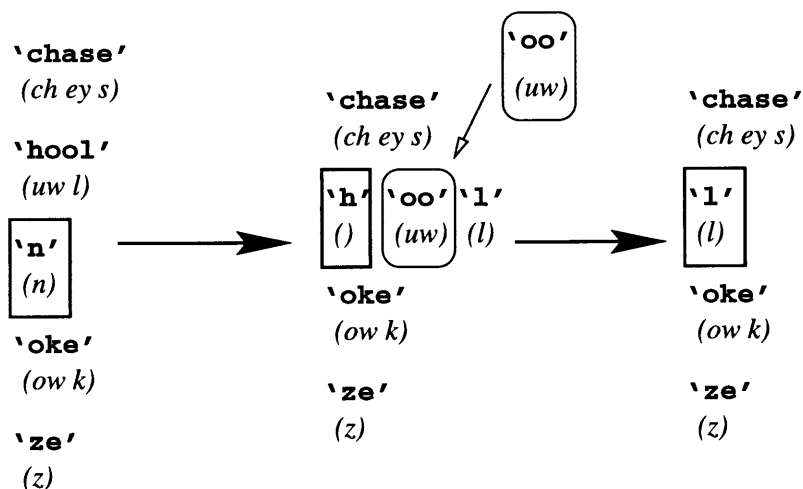 ‘chase’
(ch ey s)
‘hool’
(uw l)
‘n’
(n)
‘oke’
(ow k)
‘ze’
(z)
‘oo’
(uw)
‘chase’
(ch ey s)
‘h’ ‘oo’ ‘l’
() (uw) (l)
‘oke’
(ow k)
‘ze’
(z)
‘chase’
(ch ey s)
‘l’
(l)
‘oke’
(ow k)
‘ze’
(z)